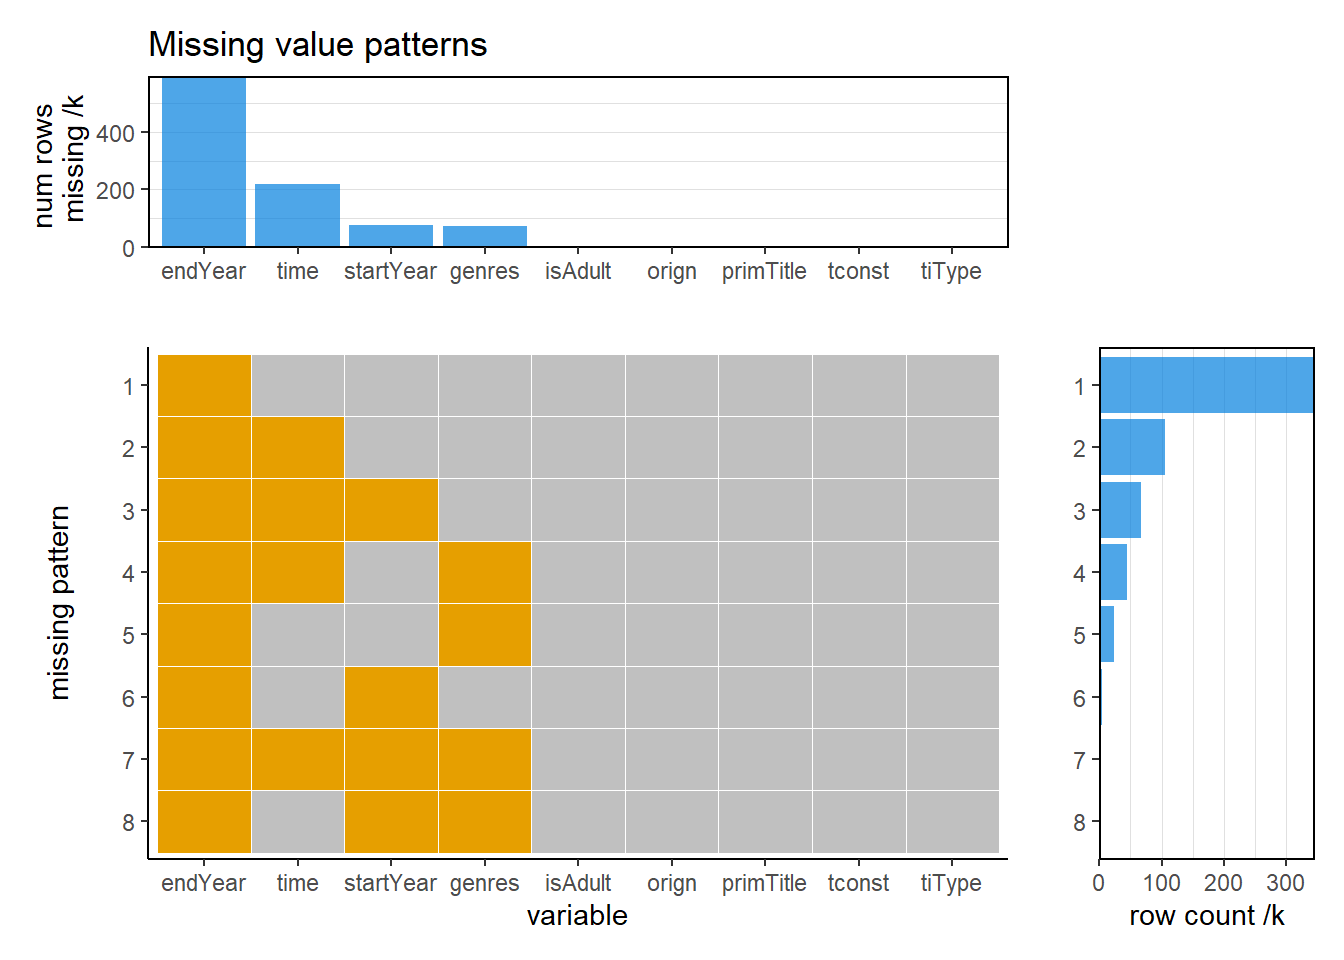 Missing value patterns
num rows
missing /k
400
200
0
endYear time startYear genres isAdult orign primTitle tconst tiType
missing pattern
1
2
3
4
5
6
7
8
endYear time startYear genres isAdult orign primTitle tconst tiType
variable
1
2
3
4
5
6
7
8
0 100 200 300
row count /k